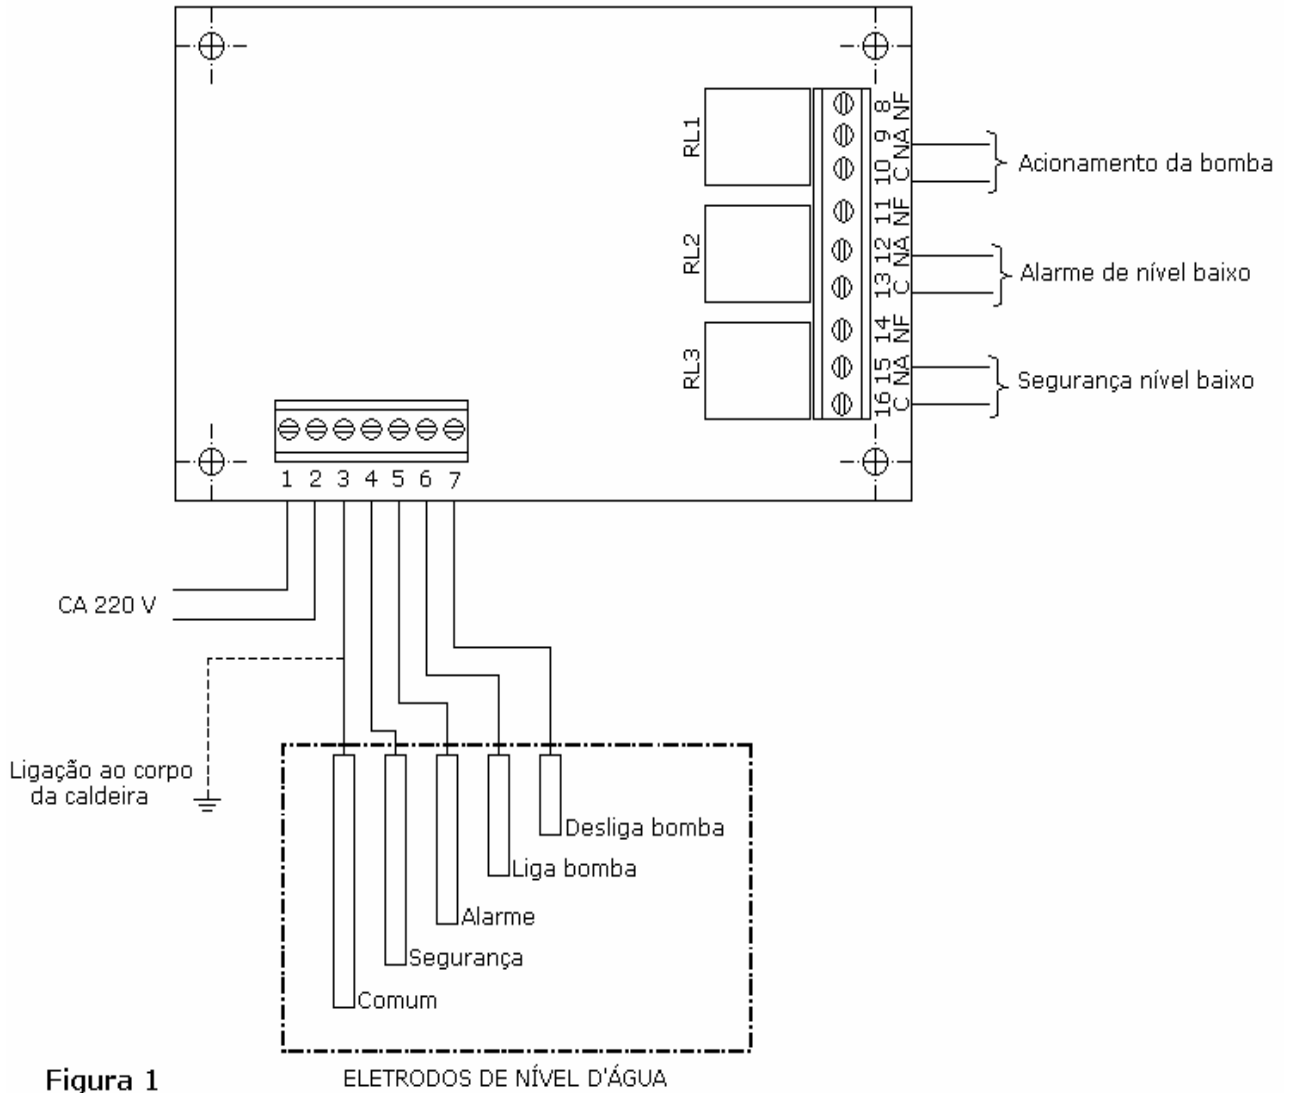 RL1
8 NF
9 NA
10 C
Acionamento da bomba
RL2
11 NF
12 NA
13 C
Alarme de nível baixo
RL3
14 NF
15 NA
16 C
Segurança nível baixo
1 2 3 4 5 6 7
CA 220 V
Ligação ao corpo
da caldeira
Desliga bomba
Liga bomba
Alarme
Segurança
Comum
Figura 1
ELETRODOS DE NÍVEL D'ÁGUA